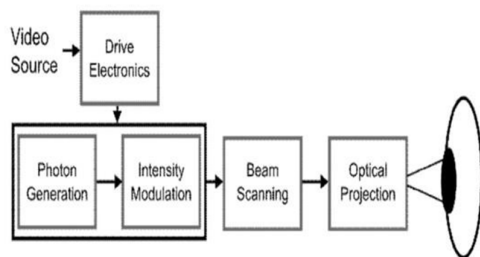 Video
Source
Drive
Electronics
Photon
Generation
Intensity
Modulation
Beam
Scanning
Optical
Projection